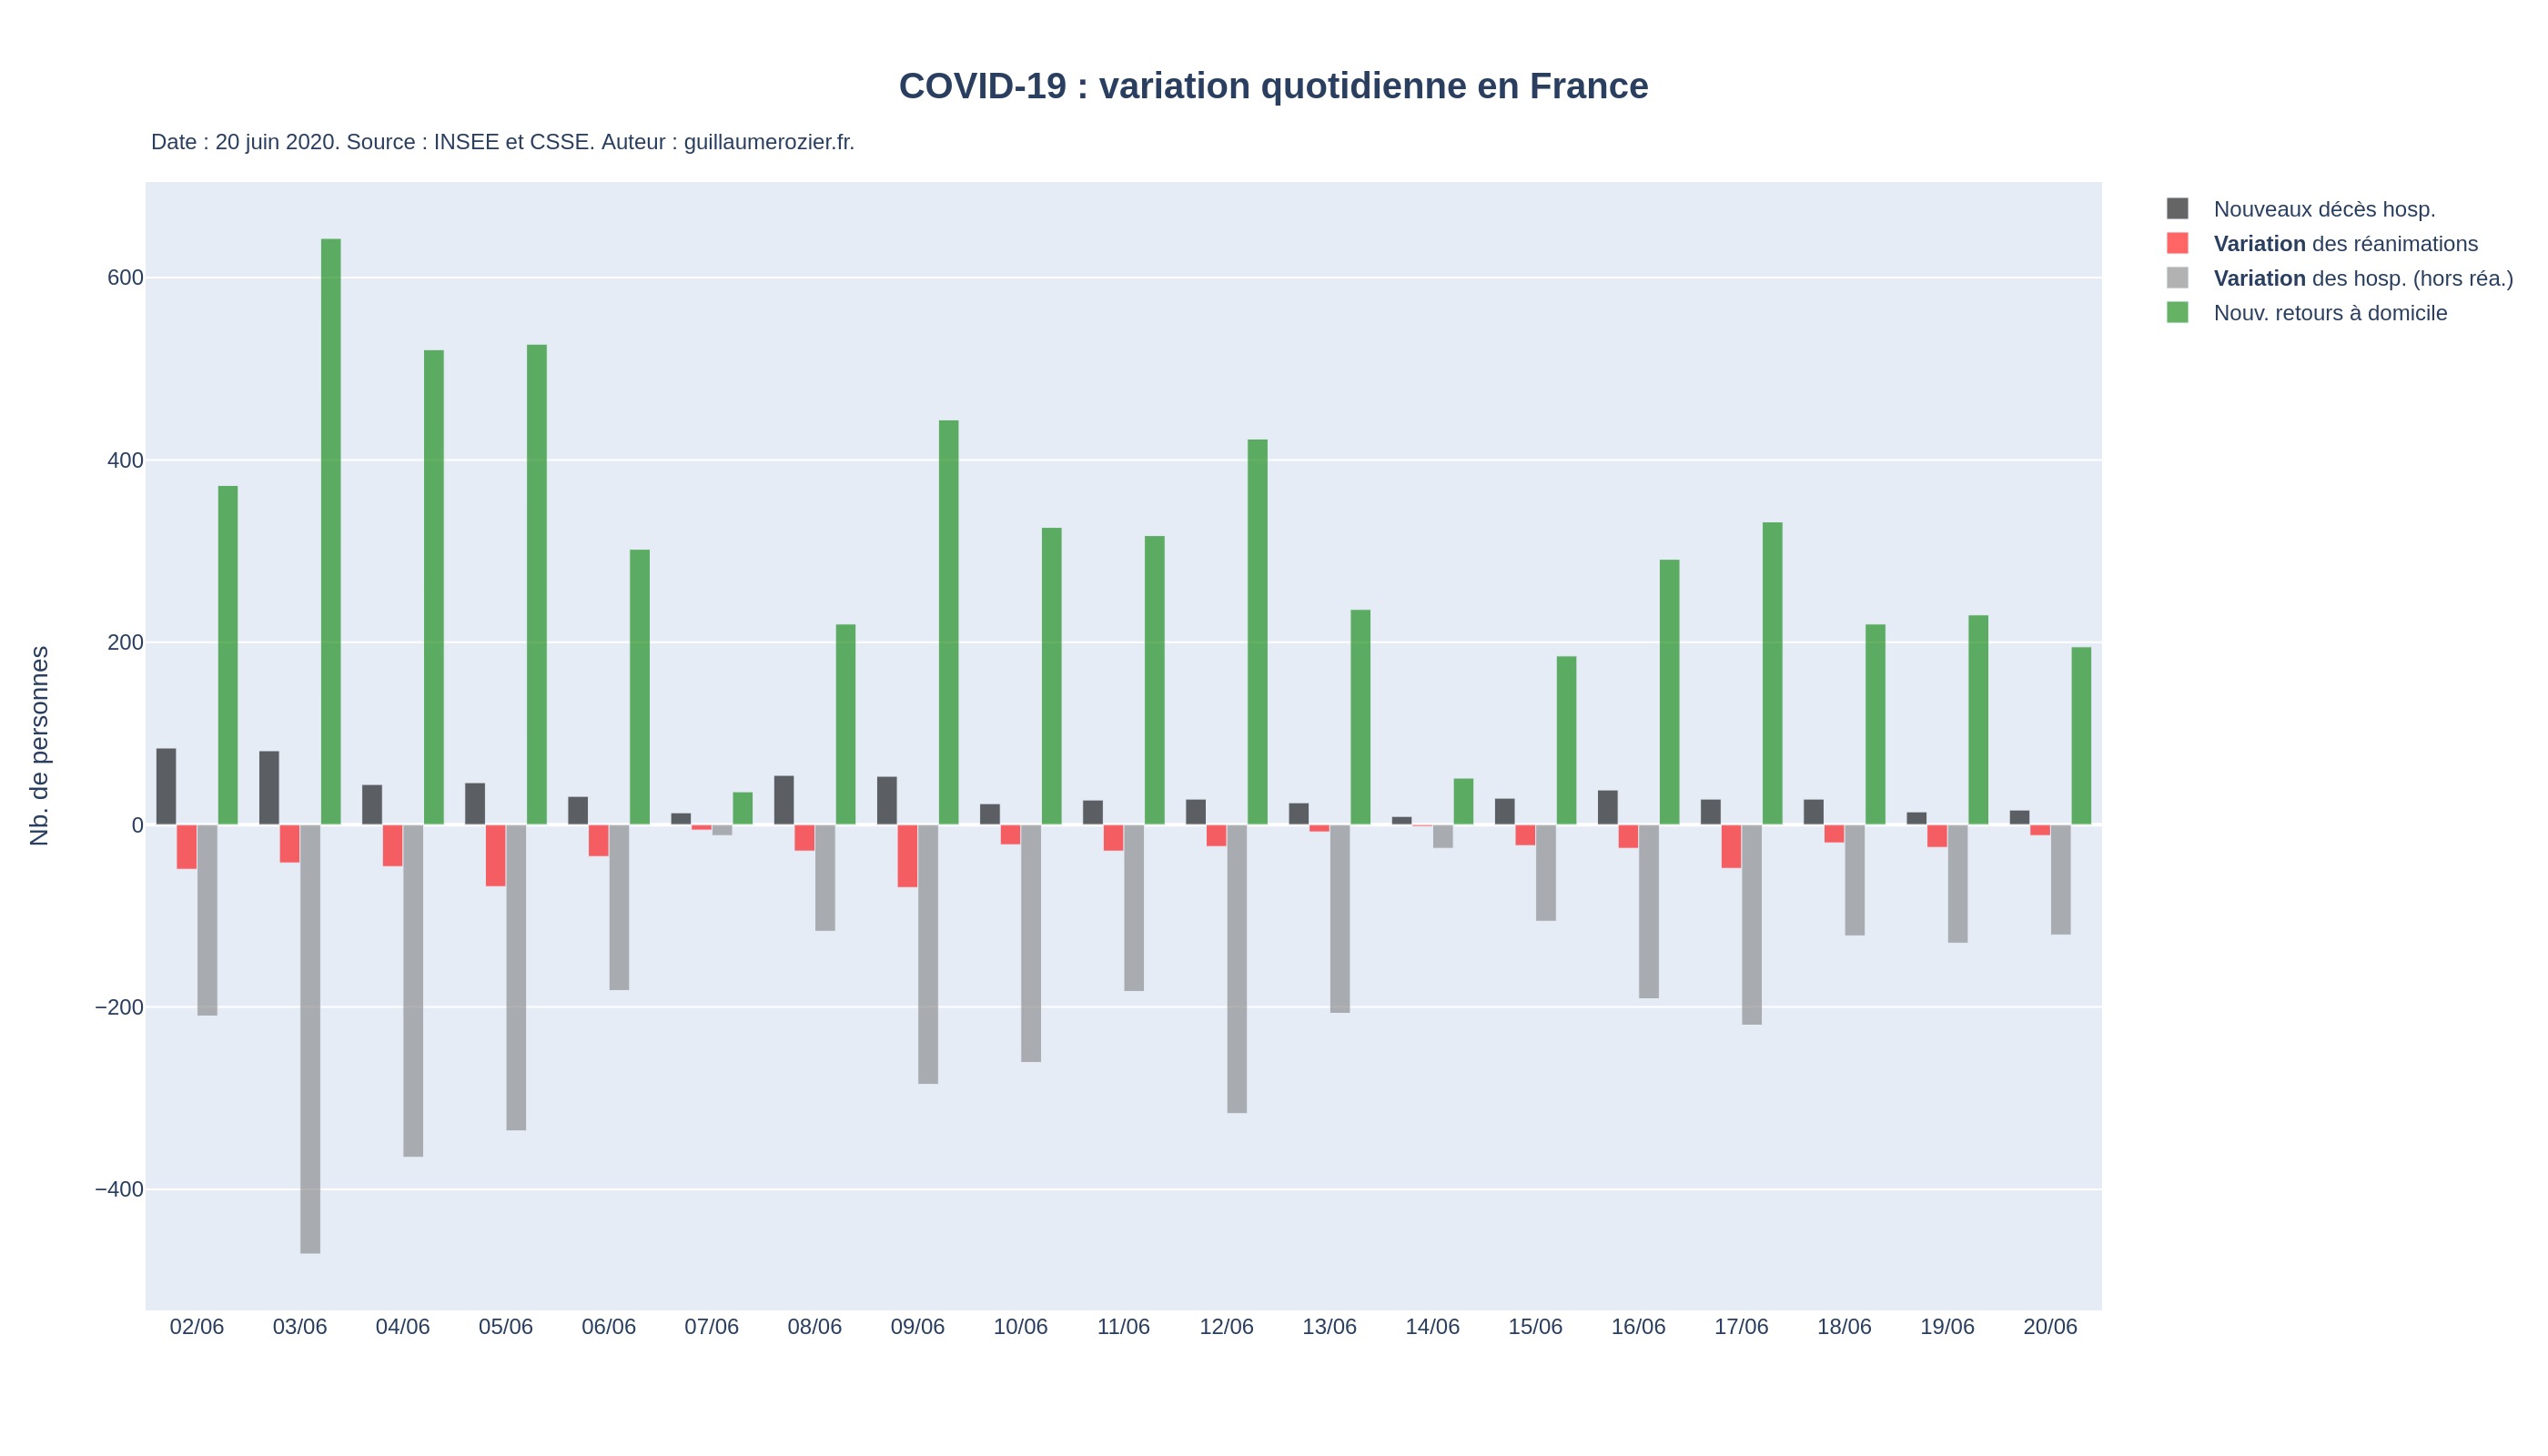 COVID-19 : variation quotidienne en France
Date : 20 juin 2020. Source : INSEE et CSSE. Auteur : guillaumerozier.fr.
Nouveaux décès hosp.
Variation des réanimations
Variation des hosp. (hors réa.)
Nouv. retours à domicile
Nb. de personnes
600
400
200
0
−200
−400
02/06 03/06 04/06 05/06 06/06 07/06 08/06 09/06 10/06 11/06 12/06 13/06 14/06 15/06 16/06 17/06 18/06 19/06 20/06